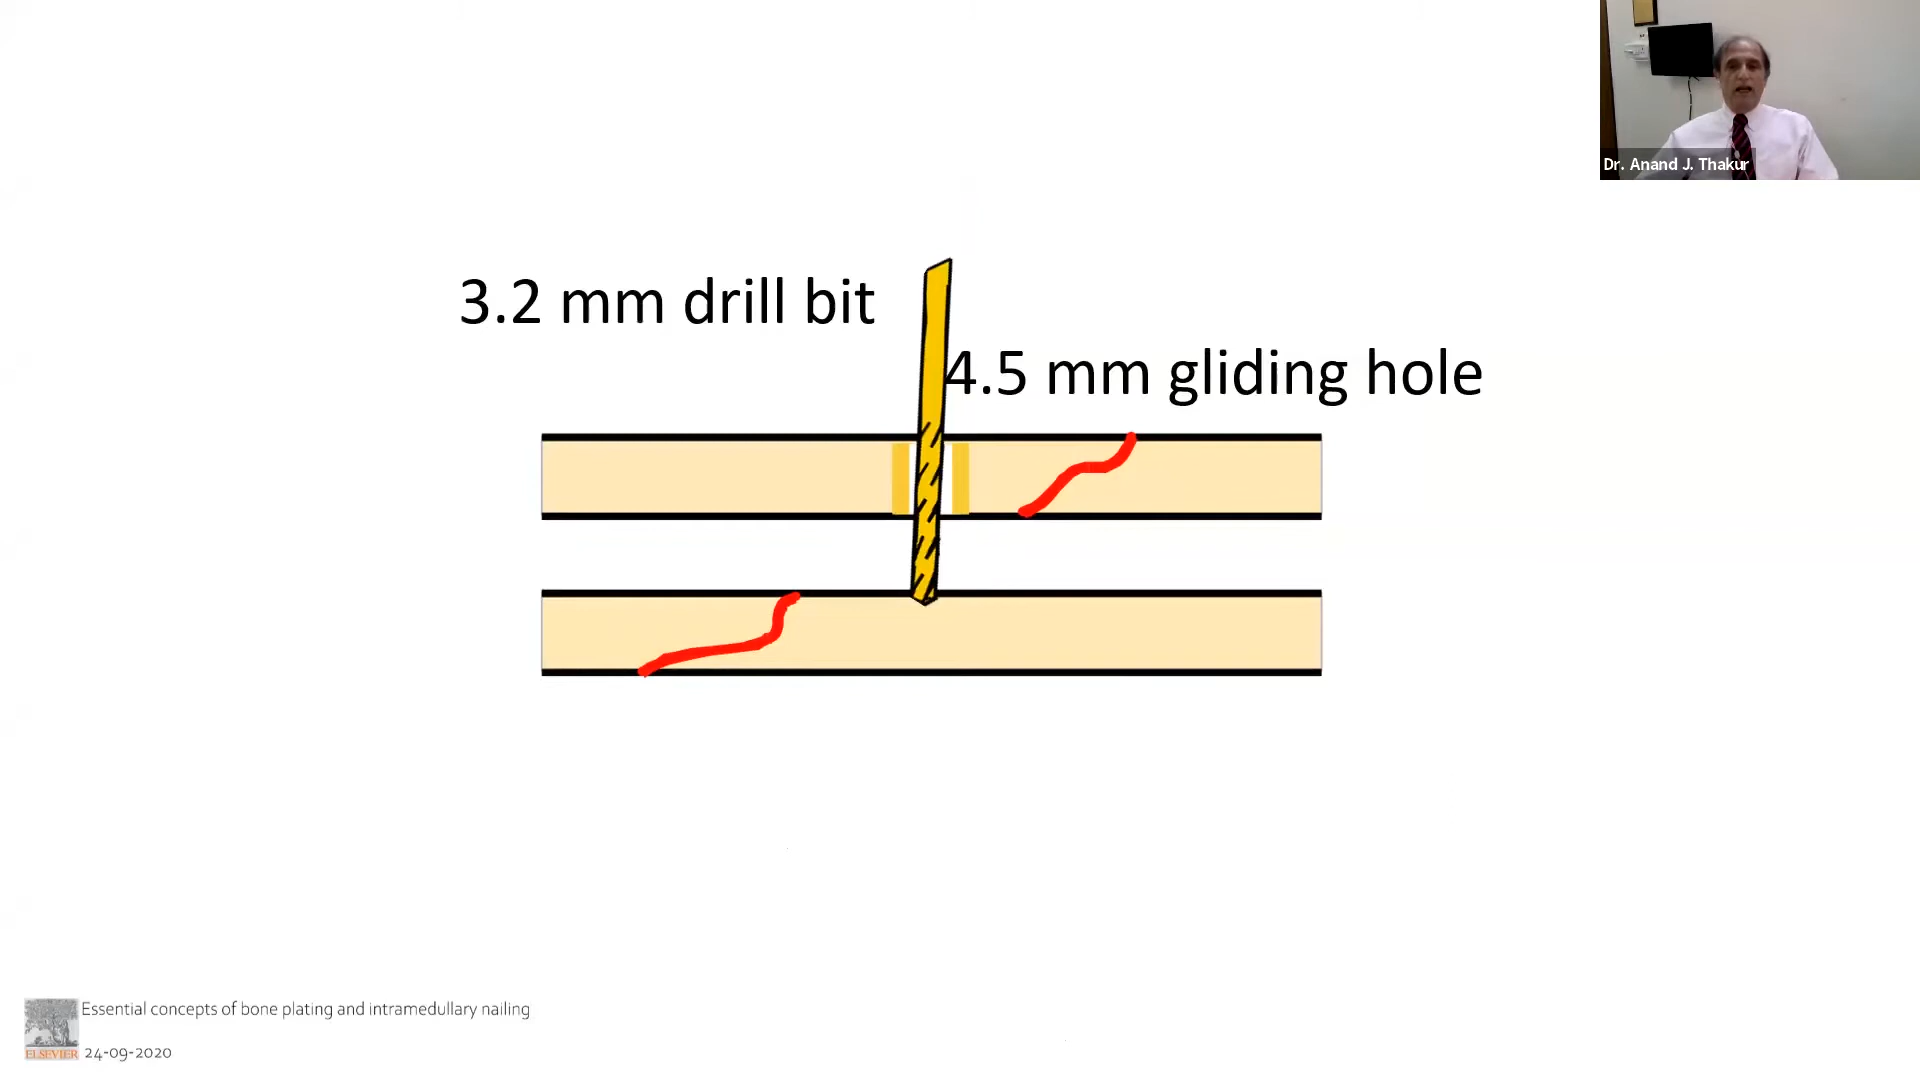 Dr. Anand J. Thakur
3.2 mm drill bit
4.5 mm gliding hole
Essential concepts of bone plating and intramedullary nailing
ELSEVIER
24-09-2020